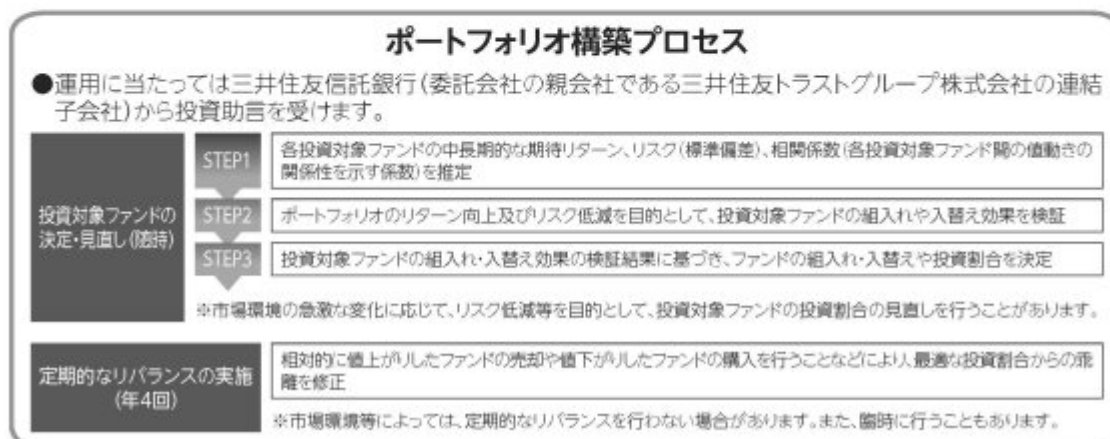 ポートフォリオ構築プロセス
●運用に当たっては三井住友信託銀行(委託会社の親会社である三井住友トラストグループ株式会社の連結
子会社)から投資助言を受けます。
投資対象ファンドの
決定・見直し(随時)
STEP1
各投資対象ファンドの中長期的な期待リターン、リスク(標準偏差)、相関係数(各投資対象ファンド間の値動きの
関係性を示す係数)を推定
STEP2
ポートフォリオのリターン向上及びリスク低減を目的として、投資対象ファンドの組入れや入替え効果を検証
STEP3
投資対象ファンドの組入れ・入替え効果の検証結果に基づき、ファンドの組入れ・入替えや投資割合を決定
※市場環境の急激な変化に応じて、リスク低減等を目的として、投資対象ファンドの投資割合の見直しを行うことがあります。
定期的なリバランスの実施
(年4回)
相対的に値上がりしたファンドの売却や値下がりしたファンドの購入を行うことなどにより、最適な投資割合からの乖
離を修正
※市場環境等によっては、定期的なリバランスを行わない場合があります。また、臨時に行うこともあります。